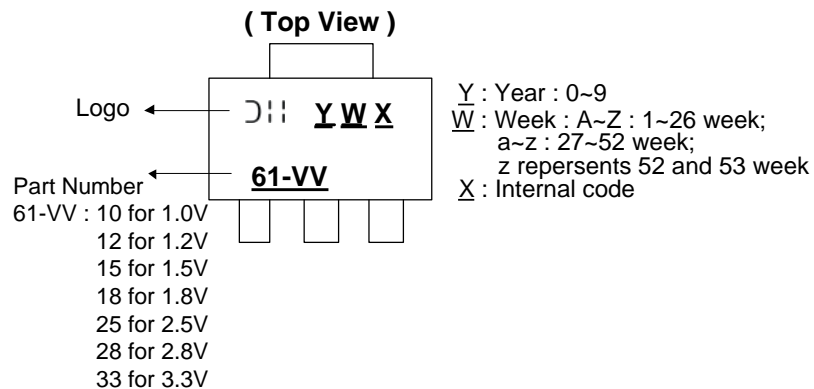 ( Top View )
Logo
Y W X
61-VV
Y : Year : 0~9
W : Week : A~Z : 1~26 week;
a~z : 27~52 week;
z repersents 52 and 53 week
X : Internal code
Part Number
61-VV : 10 for 1.0V
12 for 1.2V
15 for 1.5V
18 for 1.8V
25 for 2.5V
28 for 2.8V
33 for 3.3V